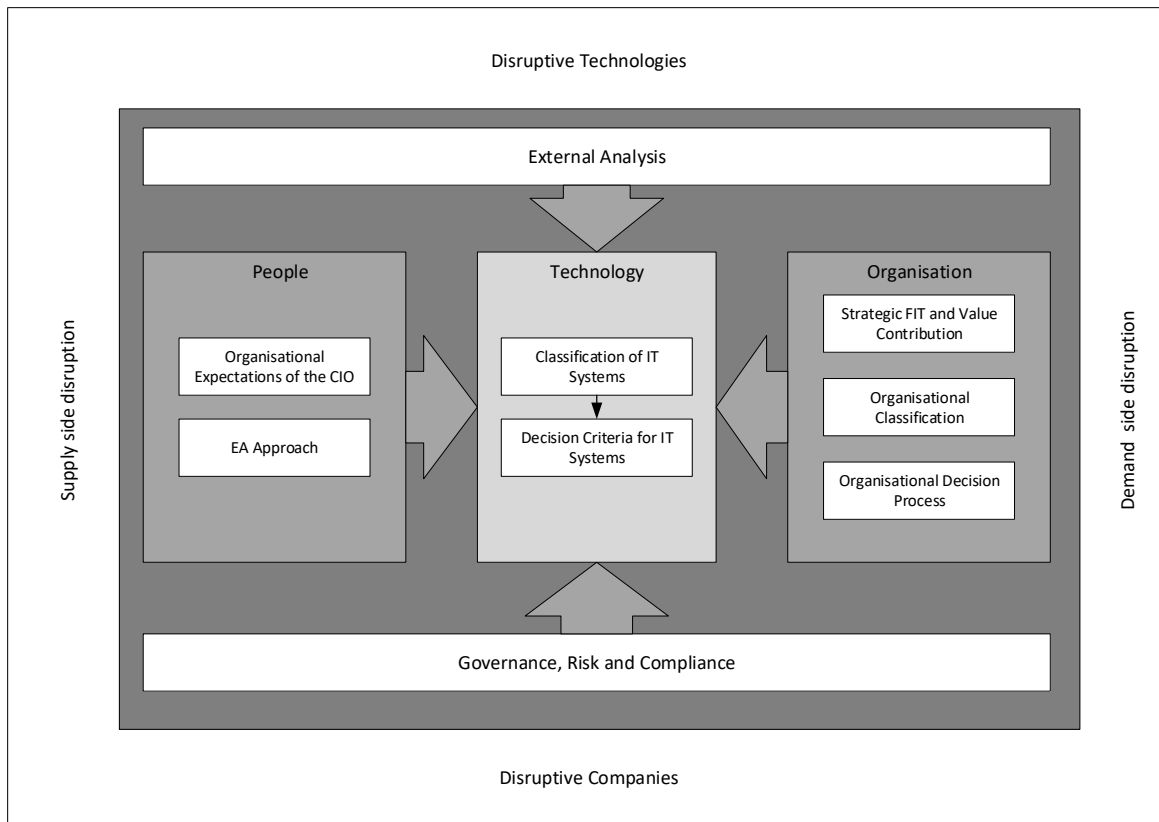 Disruptive Technologies
External Analysis
People
Technology
Organisation
Strategic FIT and Value
Contribution
Organisational
Expectations of the CIO
Classification of IT
Systems
Organisational
Classification
EA Approach
Decision Criteria for IT
Systems
Organisational Decision
Process
Supply side disruption
Demand  side disruption
Governance, Risk and Compliance
Disruptive Companies